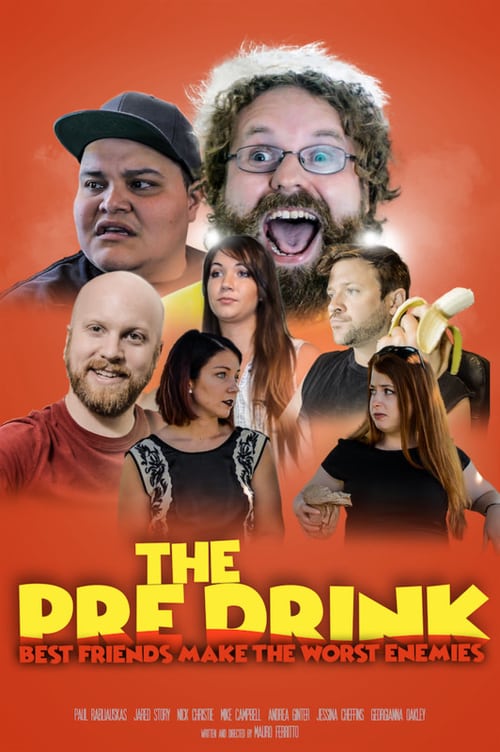 THE
PRE DRINK
BEST FRIENDS MAKE THE WORST ENEMIES
PAUL RABLIAUSKAS JARED STORY NICK CHRISTIE MIKE CAMPBELL ANDREA GINTER JESSINA CHEFFINS GEORGIANNA OAKLEY
WRITTEN AND DIRECTED BY MAURO FERRITTO